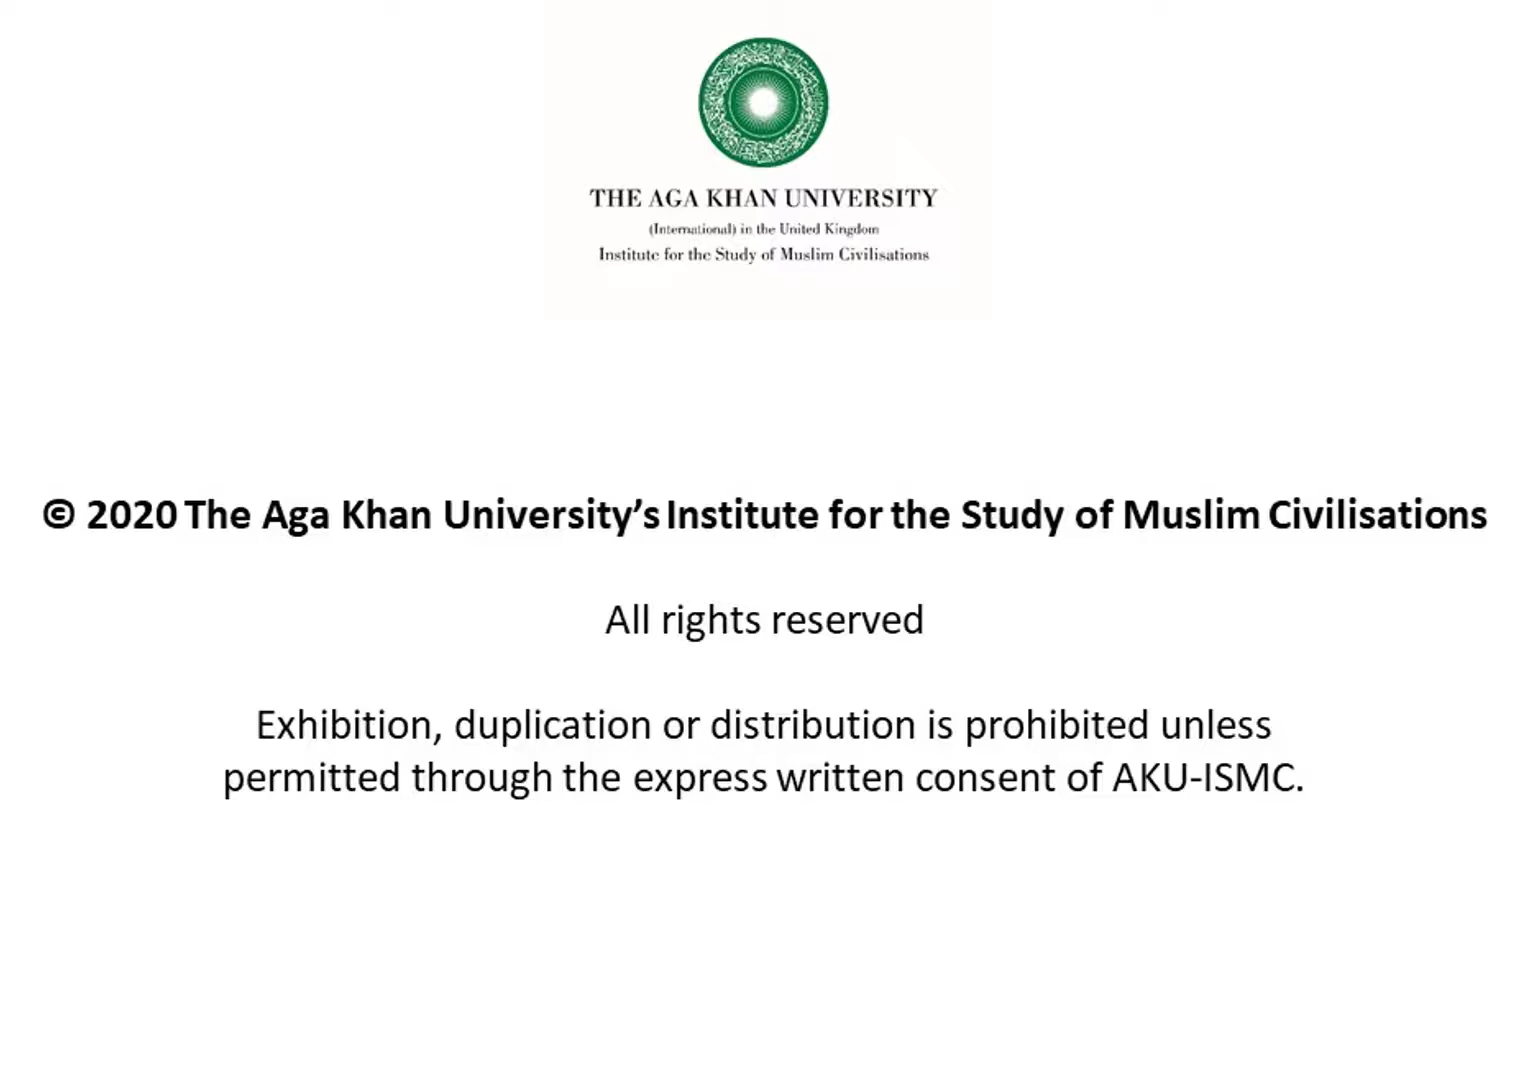 THE AGA KHAN UNIVERSITY
(International) in the United Kingdom
Institute for the Study of Muslim Civilisations
© 2020 The Aga Khan University’s Institute for the Study of Muslim Civilisations
All rights reserved
Exhibition, duplication or distribution is prohibited unless
permitted through the express written consent of AKU-ISMC.